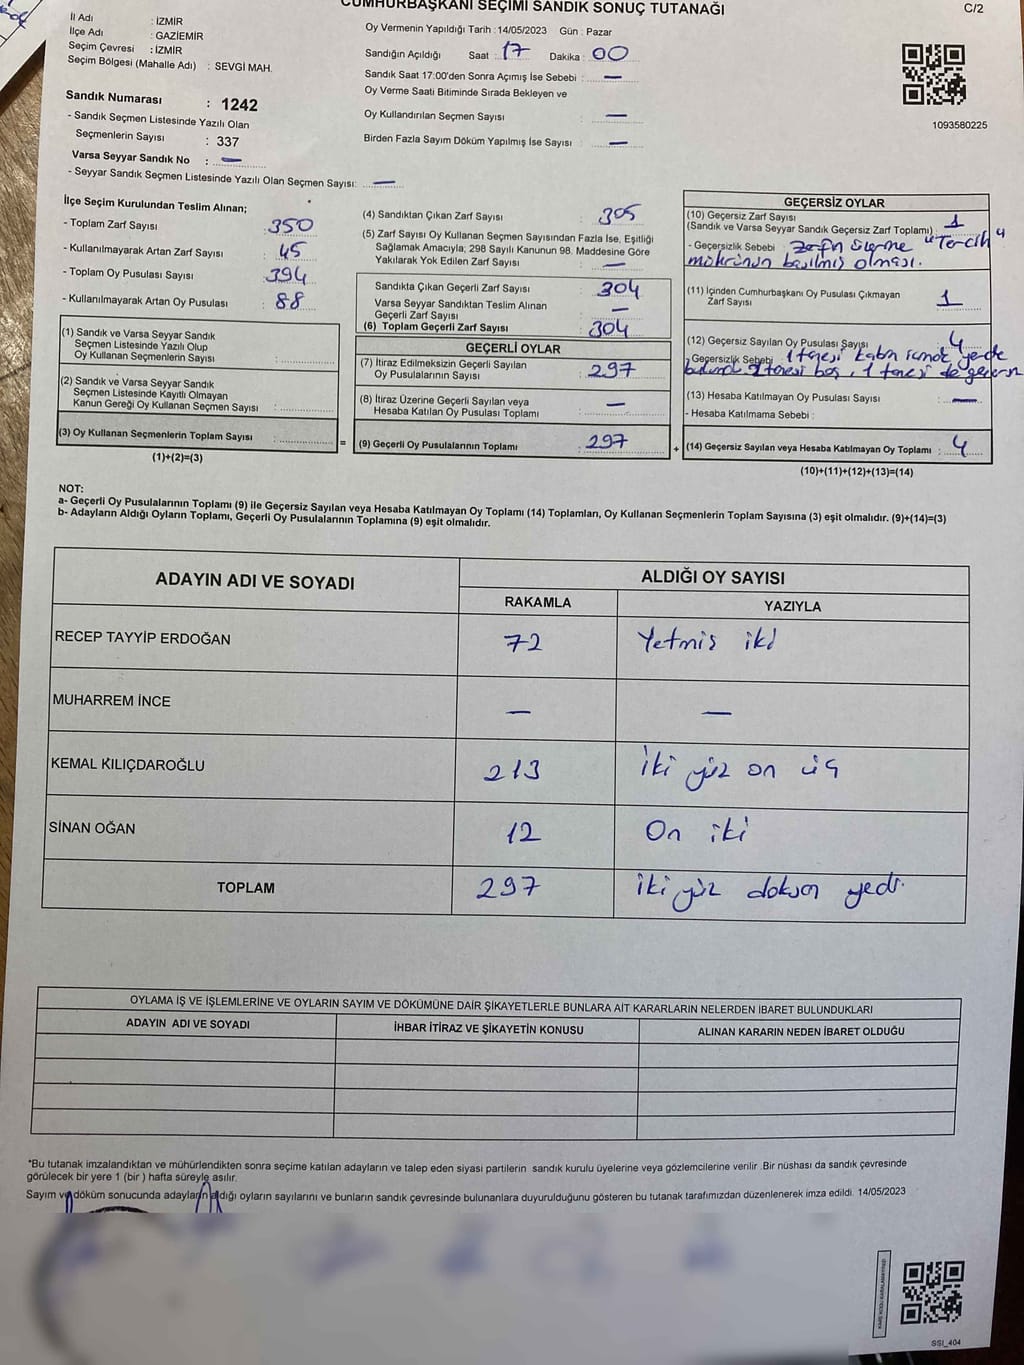 CUMHURBAŞKANI SEÇİMİ SANDIK SONUÇ TUTANAĞI
C/2
İl Adı : İZMİR
İlçe Adı : GAZİEMİR
Seçim Çevresi : İZMİR
Seçim Bölgesi (Mahalle Adı) : SEVGİ MAH.
Sandık Numarası : 1242
- Sandık Seçmen Listesinde Yazılı Olan
Seçmenlerin Sayısı : 337
Varsa Seyyar Sandık No : —
- Seyyar Sandık Seçmen Listesinde Yazılı Olan Seçmen Sayısı: —
Oy Vermenin Yapıldığı Tarih : 14/05/2023 Gün : Pazar
Sandığın Açıldığı Saat : 17 Dakika : 00
Sandık Saat 17:00'den Sonra Açımış İse Sebebi : —
Oy Verme Saati Bitiminde Sırada Bekleyen ve
Oy Kullandırılan Seçmen Sayısı : —
Birden Fazla Sayım Döküm Yapılmış İse Sayısı : —
1093580225
İlçe Seçim Kurulundan Teslim Alınan;
- Toplam Zarf Sayısı : 350
- Kullanılmayarak Artan Zarf Sayısı : 45
- Toplam Oy Pusulası Sayısı : 394
- Kullanılmayarak Artan Oy Pusulası : 88
(1) Sandık ve Varsa Seyyar Sandık
Seçmen Listesinde Yazılı Olup
Oy Kullanan Seçmenlerin Sayısı :
(2) Sandık ve Varsa Seyyar Sandık
Seçmen Listesinde Kayıtlı Olmayan
Kanun Gereği Oy Kullanan Seçmen Sayısı :
(3) Oy Kullanan Seçmenlerin Toplam Sayısı :
(1)+(2)=(3)
=
(4) Sandıktan Çıkan Zarf Sayısı : 305
(5) Zarf Sayısı Oy Kullanan Seçmen Sayısından Fazla İse, Eşitliği
Sağlamak Amacıyla; 298 Sayılı Kanunun 98. Maddesine Göre
Yakılarak Yok Edilen Zarf Sayısı : —
Sandıkta Çıkan Geçerli Zarf Sayısı : 304
Varsa Seyyar Sandıktan Teslim Alınan
Geçerli Zarf Sayısı : —
(6) Toplam Geçerli Zarf Sayısı : 304
GEÇERLİ OYLAR
(7) İtiraz Edilmeksizin Geçerli Sayılan
Oy Pusulalarının Sayısı : 297
(8) İtiraz Üzerine Geçerli Sayılan veya
Hesaba Katılan Oy Pusulası Toplamı : —
(9) Geçerli Oy Pusulalarının Toplamı : 297
+
GEÇERSİZ OYLAR
(10) Geçersiz Zarf Sayısı
(Sandık ve Varsa Seyyar Sandık Geçersiz Zarf Toplamı) : 1
- Geçersizlik Sebebi : zarfın üzerine "Tercih"
mührünün basılmış olması.
(11) İçinden Cumhurbaşkanı Oy Pusulası Çıkmayan
Zarf Sayısı : 1
(12) Geçersiz Sayılan Oy Pusulası Sayısı : 4
- Geçersizlik Sebebi : 1 tanesi kabın yerde
2 tanesi boş, 1 tanesi de
(13) Hesaba Katılmayan Oy Pusulası Sayısı : —
- Hesaba Katılmama Sebebi :
(14) Geçersiz Sayılan veya Hesaba Katılmayan Oy Toplamı : 4
(10)+(11)+(12)+(13)=(14)
NOT:
a- Geçerli Oy Pusulalarının Toplamı (9) ile Geçersiz Sayılan veya Hesaba Katılmayan Oy Toplamı (14) Toplamları, Oy Kullanan Seçmenlerin Toplam Sayısına (3) eşit olmalıdır. (9)+(14)=(3)
b- Adayların Aldığı Oyların Toplamı, Geçerli Oy Pusulalarının Toplamına (9) eşit olmalıdır.
ADAYIN ADI VE SOYADI
ALDIĞI OY SAYISI
RAKAMLA YAZIYLA
RECEP TAYYİP ERDOĞAN 72 Yetmiş iki
MUHARREM İNCE — —
KEMAL KILIÇDAROĞLU 213 İki yüz on üç
SİNAN OĞAN 12 On iki
TOPLAM 297 iki yüz doksan yedi.
OYLAMA İŞ VE İŞLEMLERİNE VE OYLARIN SAYIM VE DÖKÜMÜNE DAİR ŞİKAYETLERLE BUNLARA AİT KARARLARIN NELERDEN İBARET BULUNDUKLARI
ADAYIN ADI VE SOYADI İHBAR İTİRAZ VE ŞİKAYETİN KONUSU ALINAN KARARIN NEDEN İBARET OLDUĞU
*Bu tutanak imzalandıktan ve mühürlendikten sonra seçime katılan adayların ve talep eden siyasi partilerin sandık kurulu üyelerine veya gözlemcilerine verilir .Bir nüshası da sandık çevresinde
görülecek bir yere 1 (bir ) hafta süreyle asılır.
Sayım ve döküm sonucunda adayların aldığı oyların sayılarını ve bunların sandık çevresinde bulunanlara duyurulduğunu gösteren bu tutanak tarafımızdan düzenlenerek imza edildi. 14/05/2023
SSİ_404